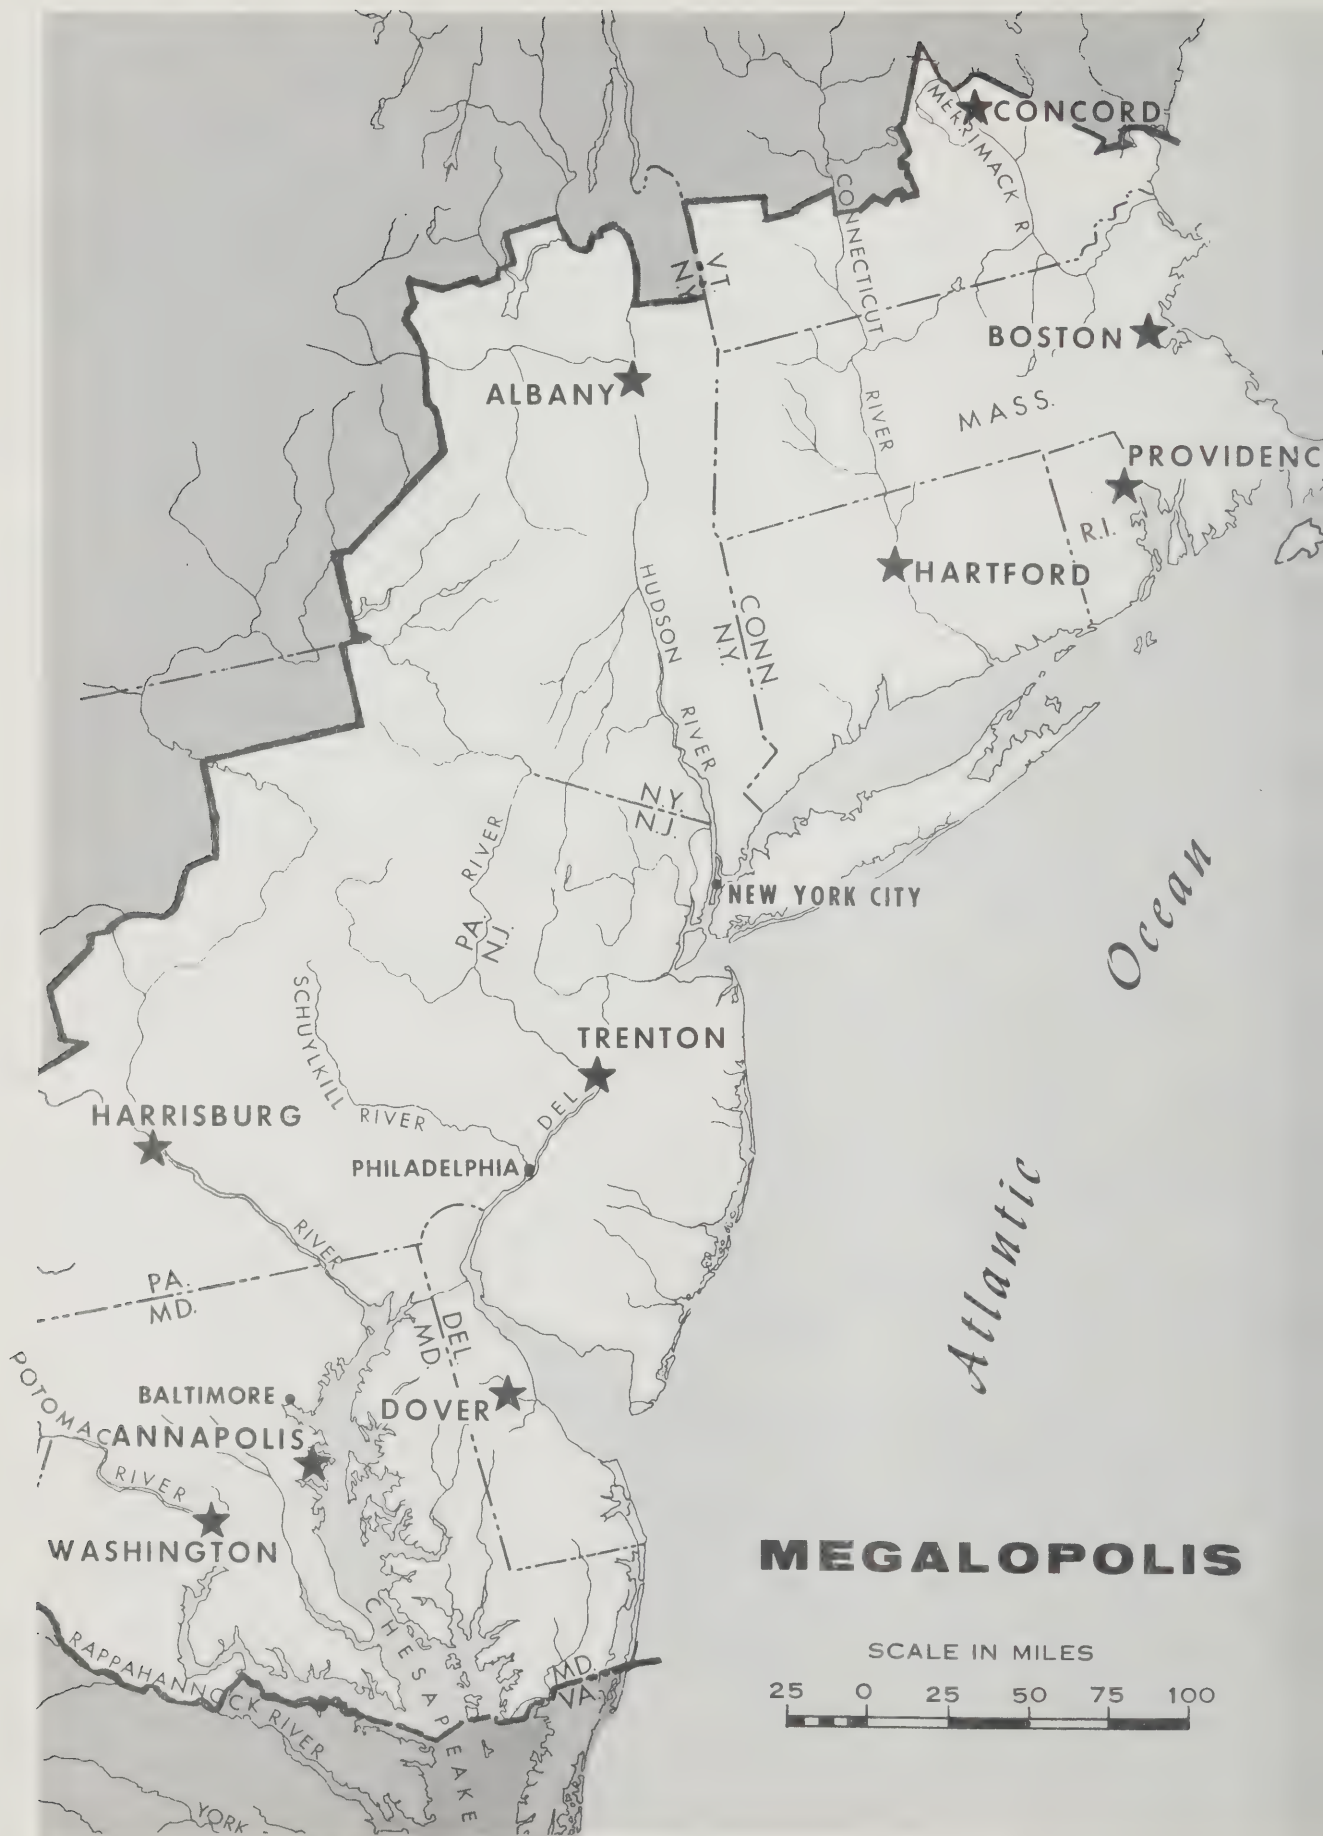 CONCORD
MERRIMACK R
CONNECTICUT
RIVER
VT.
N.Y.
BOSTON
ALBANY
MASS.
PROVIDENC
R.I.
HARTFORD
HUDSON
RIVER
CONN.
N.Y.
N.Y.
N.J.
RIVER
PA.
N.J.
NEW YORK CITY
Ocean
Atlantic
SCHUYLKILL
RIVER
TRENTON
DEL
HARRISBURG
PHILADELPHIA
RIVER
PA.
MD.
DEL.
MD.
POTOMAC
RIVER
BALTIMORE
ANNAPOLIS
DOVER
WASHINGTON
CHESAPEAKE
RAPPAHANNOCK RIVER
MD.
VA.
YORK
MEGALOPOLIS
SCALE IN MILES
25 0 25 50 75 100